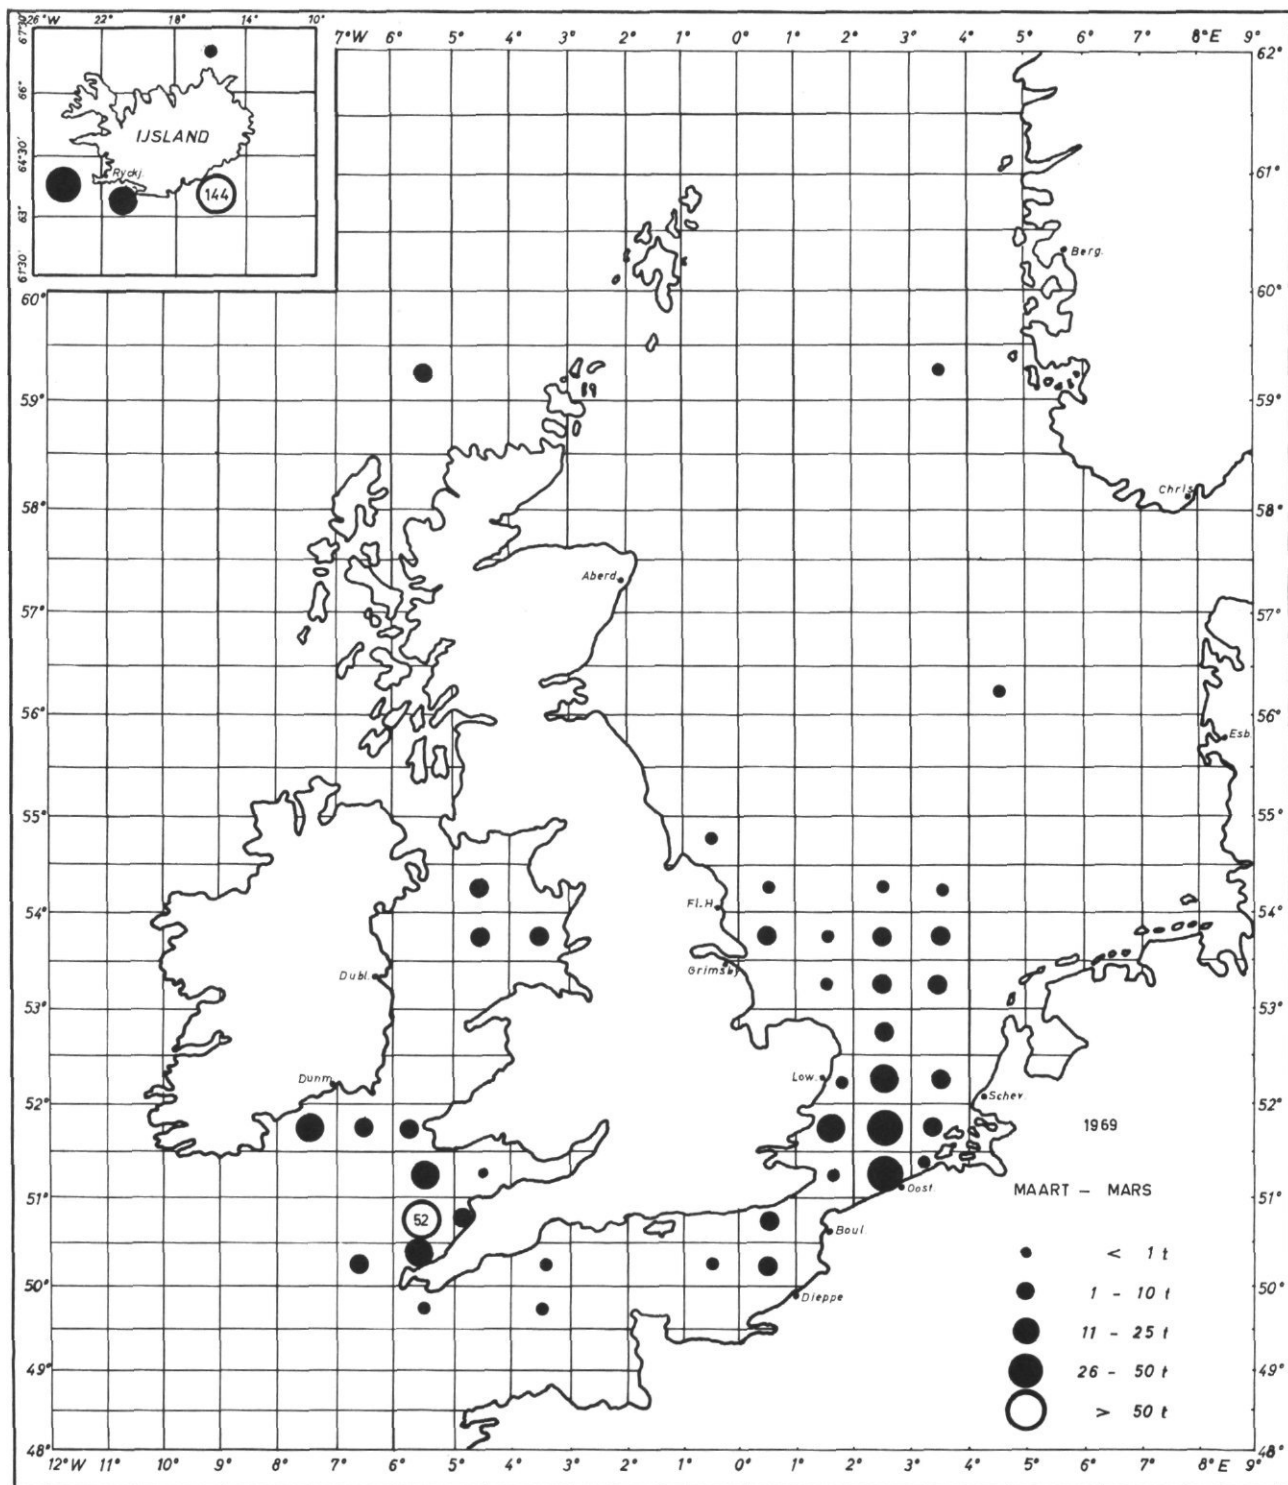 26°W 22° 18° 14° 10°
67°30
66°
64°30
63°
61°30
IJSLAND
Ryckj.
144
7°W 6° 5° 4° 3° 2° 1° 0° 1° 2° 3° 4° 5° 6° 7° 8°E 9°
62°
61°
60° 60°
59° 59°
58° 58°
57° 57°
56° 56°
55° 55°
54° 54°
53° 53°
52° 52°
51° 51°
50° 50°
49° 49°
48° 48°
Berg.
Chris
Aberd.
Esb.
Fl.H
Grimsb
Dubl.
Dunm
Low.
Schev.
1969
Oost
52
Boul.
Dieppe
MAART – MARS
< 1 t
1 – 10 t
11 – 25 t
26 – 50 t
> 50 t
12°W 11° 10° 9° 8° 7° 6° 5° 4° 3° 2° 1° 0° 1° 2° 3° 4° 5° 6° 7° 8°E 9°